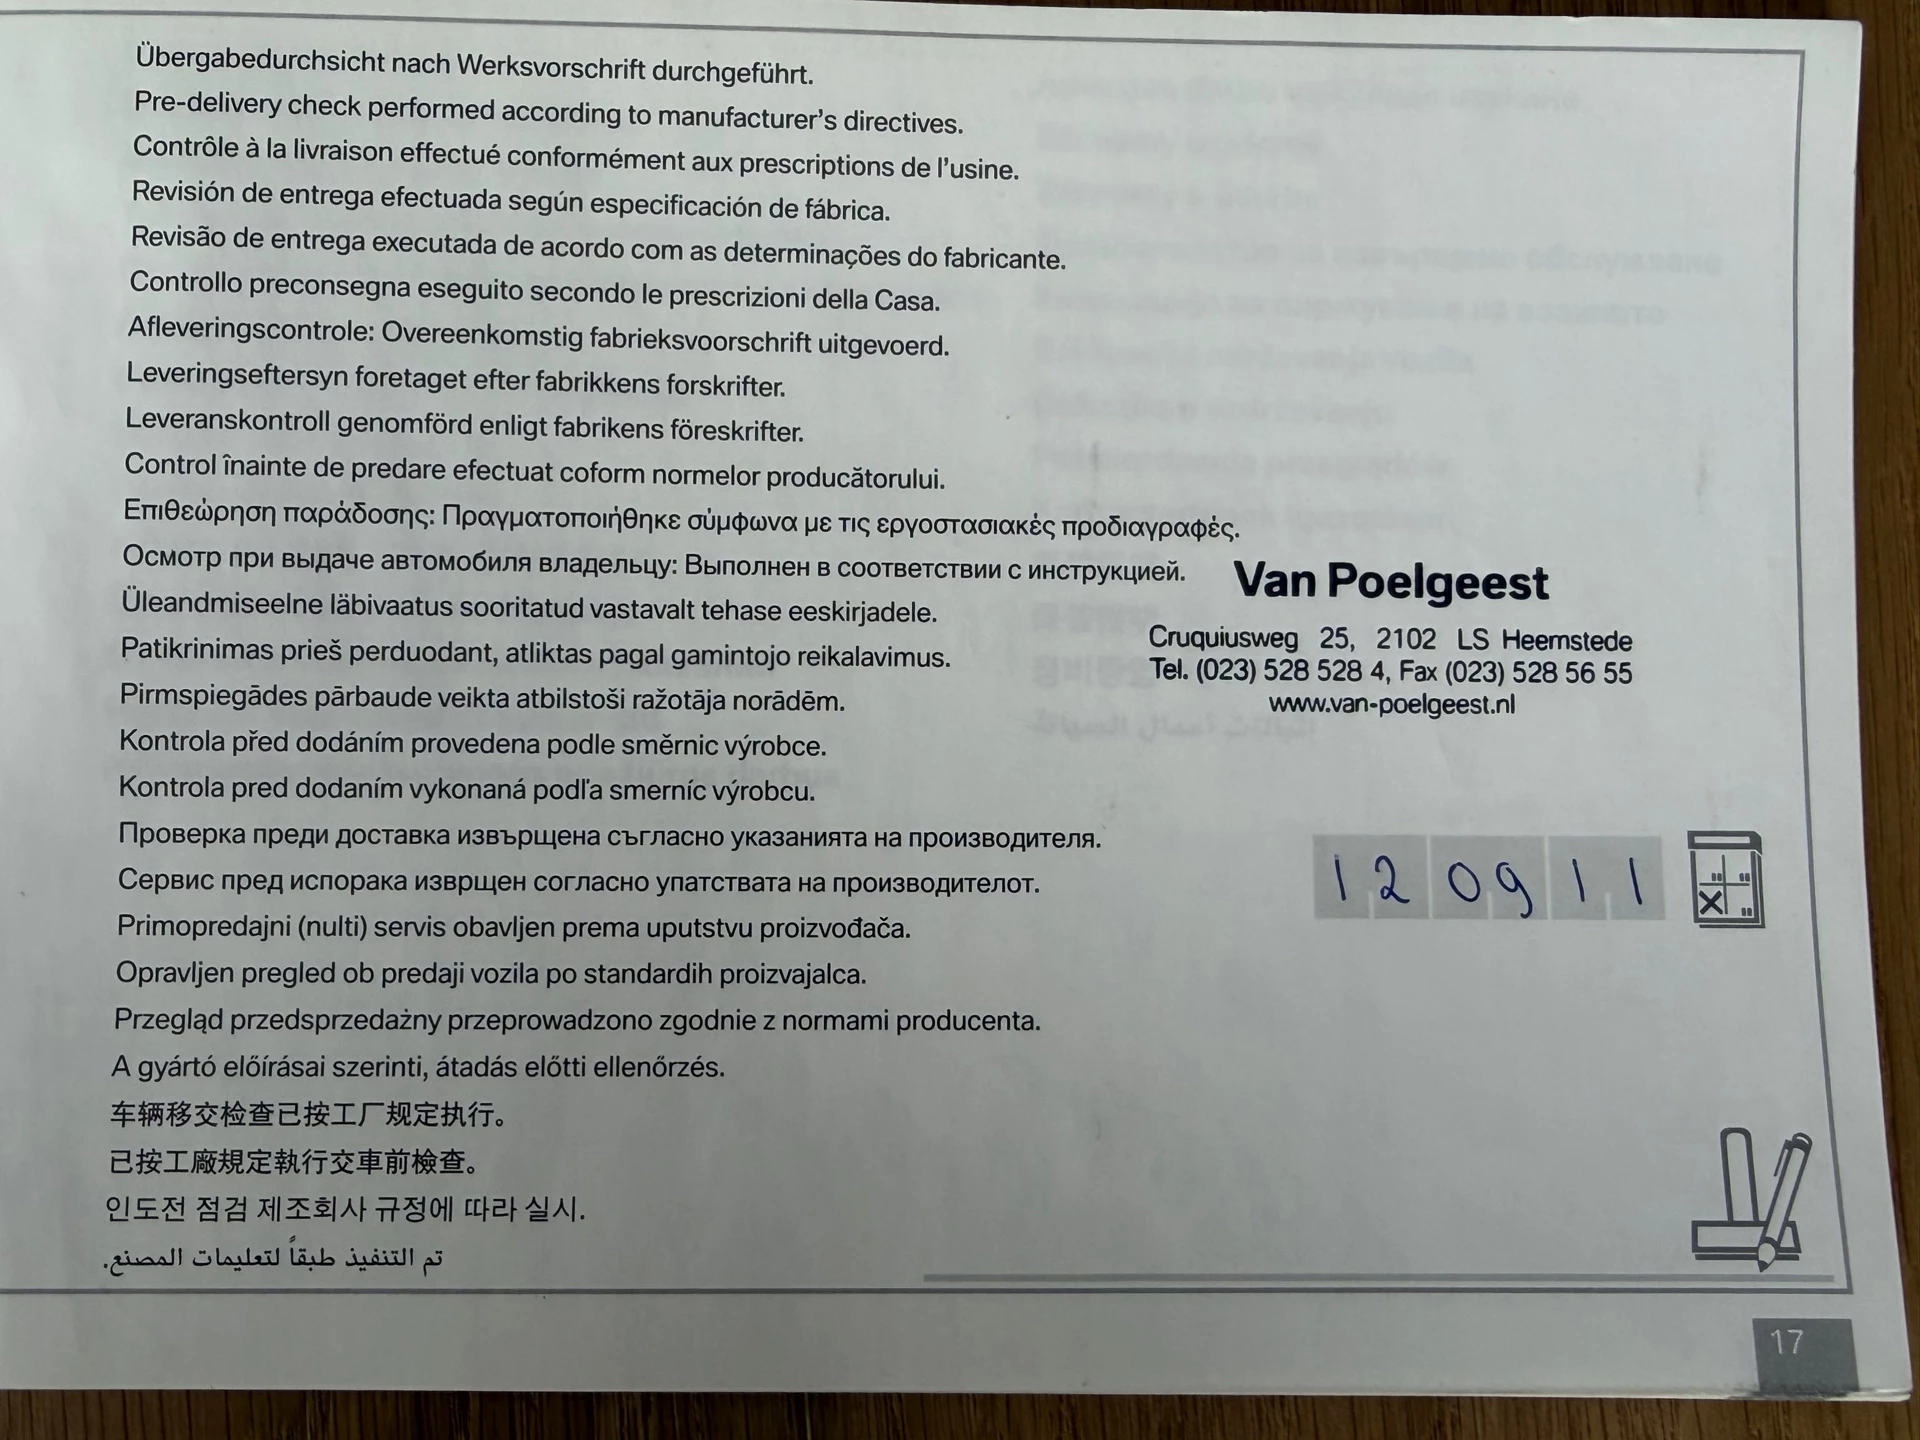 Übergabedurchsicht nach Werksvorschrift durchgeführt.
Pre-delivery check performed according to manufacturer's directives.
Contrôle à la livraison effectué conformément aux prescriptions de l'usine.
Revisión de entrega efectuada según especificación de fábrica.
Revisão de entrega executada de acordo com as determinações do fabricante.
Controllo preconsegna eseguito secondo le prescrizioni della Casa.
Afleveringscontrole: Overeenkomstig fabrieksvoorschrift uitgevoerd.
Leveringseftersyn foretaget efter fabrikkens forskrifter.
Leveranskontroll genomförd enligt fabrikens föreskrifter.
Control înainte de predare efectuat coform normelor producătorului.
Επιθεώρηση παράδοσης: Πραγματοποιήθηκε σύμφωνα με τις εργοστασιακές προδιαγραφές.
Осмотр при выдаче автомобиля владельцу: Выполнен в соответствии с инструкцией.
Üleandmiseelne läbivaatus sooritatud vastavalt tehase eeskirjadele.
Patikrinimas prieš perduodant, atliktas pagal gamintojo reikalavimus.
Pirmspiegādes pārbaude veikta atbilstoši ražotāja norādēm.
Kontrola před dodáním provedena podle směrnic výrobce.
Kontrola pred dodaním vykonaná podľa smerníc výrobcu.
Проверка преди доставка извърщена съгласно указанията на производителя.
Сервис пред испорака изврщен согласно упатствата на производителот.
Primopredajni (nulti) servis obavljen prema uputstvu proizvođača.
Opravljen pregled ob predaji vozila po standardih proizvajalca.
Przegląd przedsprzedażny przeprowadzono zgodnie z normami producenta.
A gyártó előírásai szerinti, átadás előtti ellenőrzés.
车辆移交检查已按工厂规定执行。
已按工廠規定執行交車前檢查。
인도전 점검 제조회사 규정에 따라 실시.
تم التنفيذ طبقاً لتعليمات المصنع.
Van Poelgeest
Cruquiusweg 25, 2102 LS Heemstede
Tel. (023) 528 528 4, Fax (023) 528 56 55
www.van-poelgeest.nl
120911
17